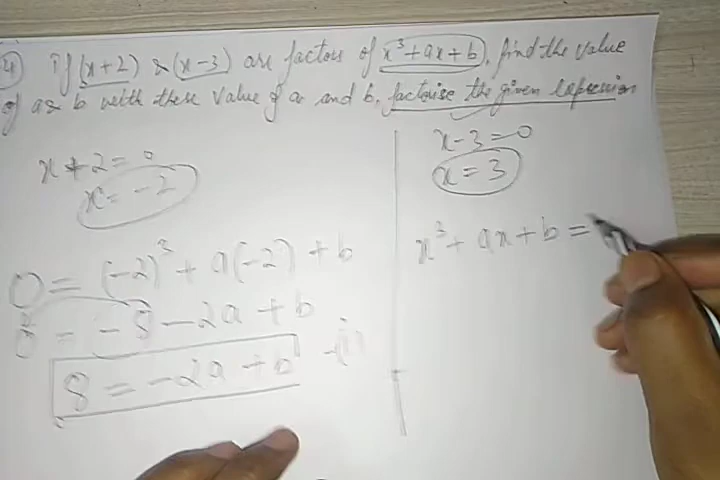 ④ If (x+2) & (x-3) are factors of x³+ax+b, find the value
of a & b with these value of a and b, factorise the given expression
x+2=0
x=-2
0=(-2)³+a(-2)+b
8=-8-2a+b
8=-2a+b -(i)
x-3=0
x=3
x³+ax+b=